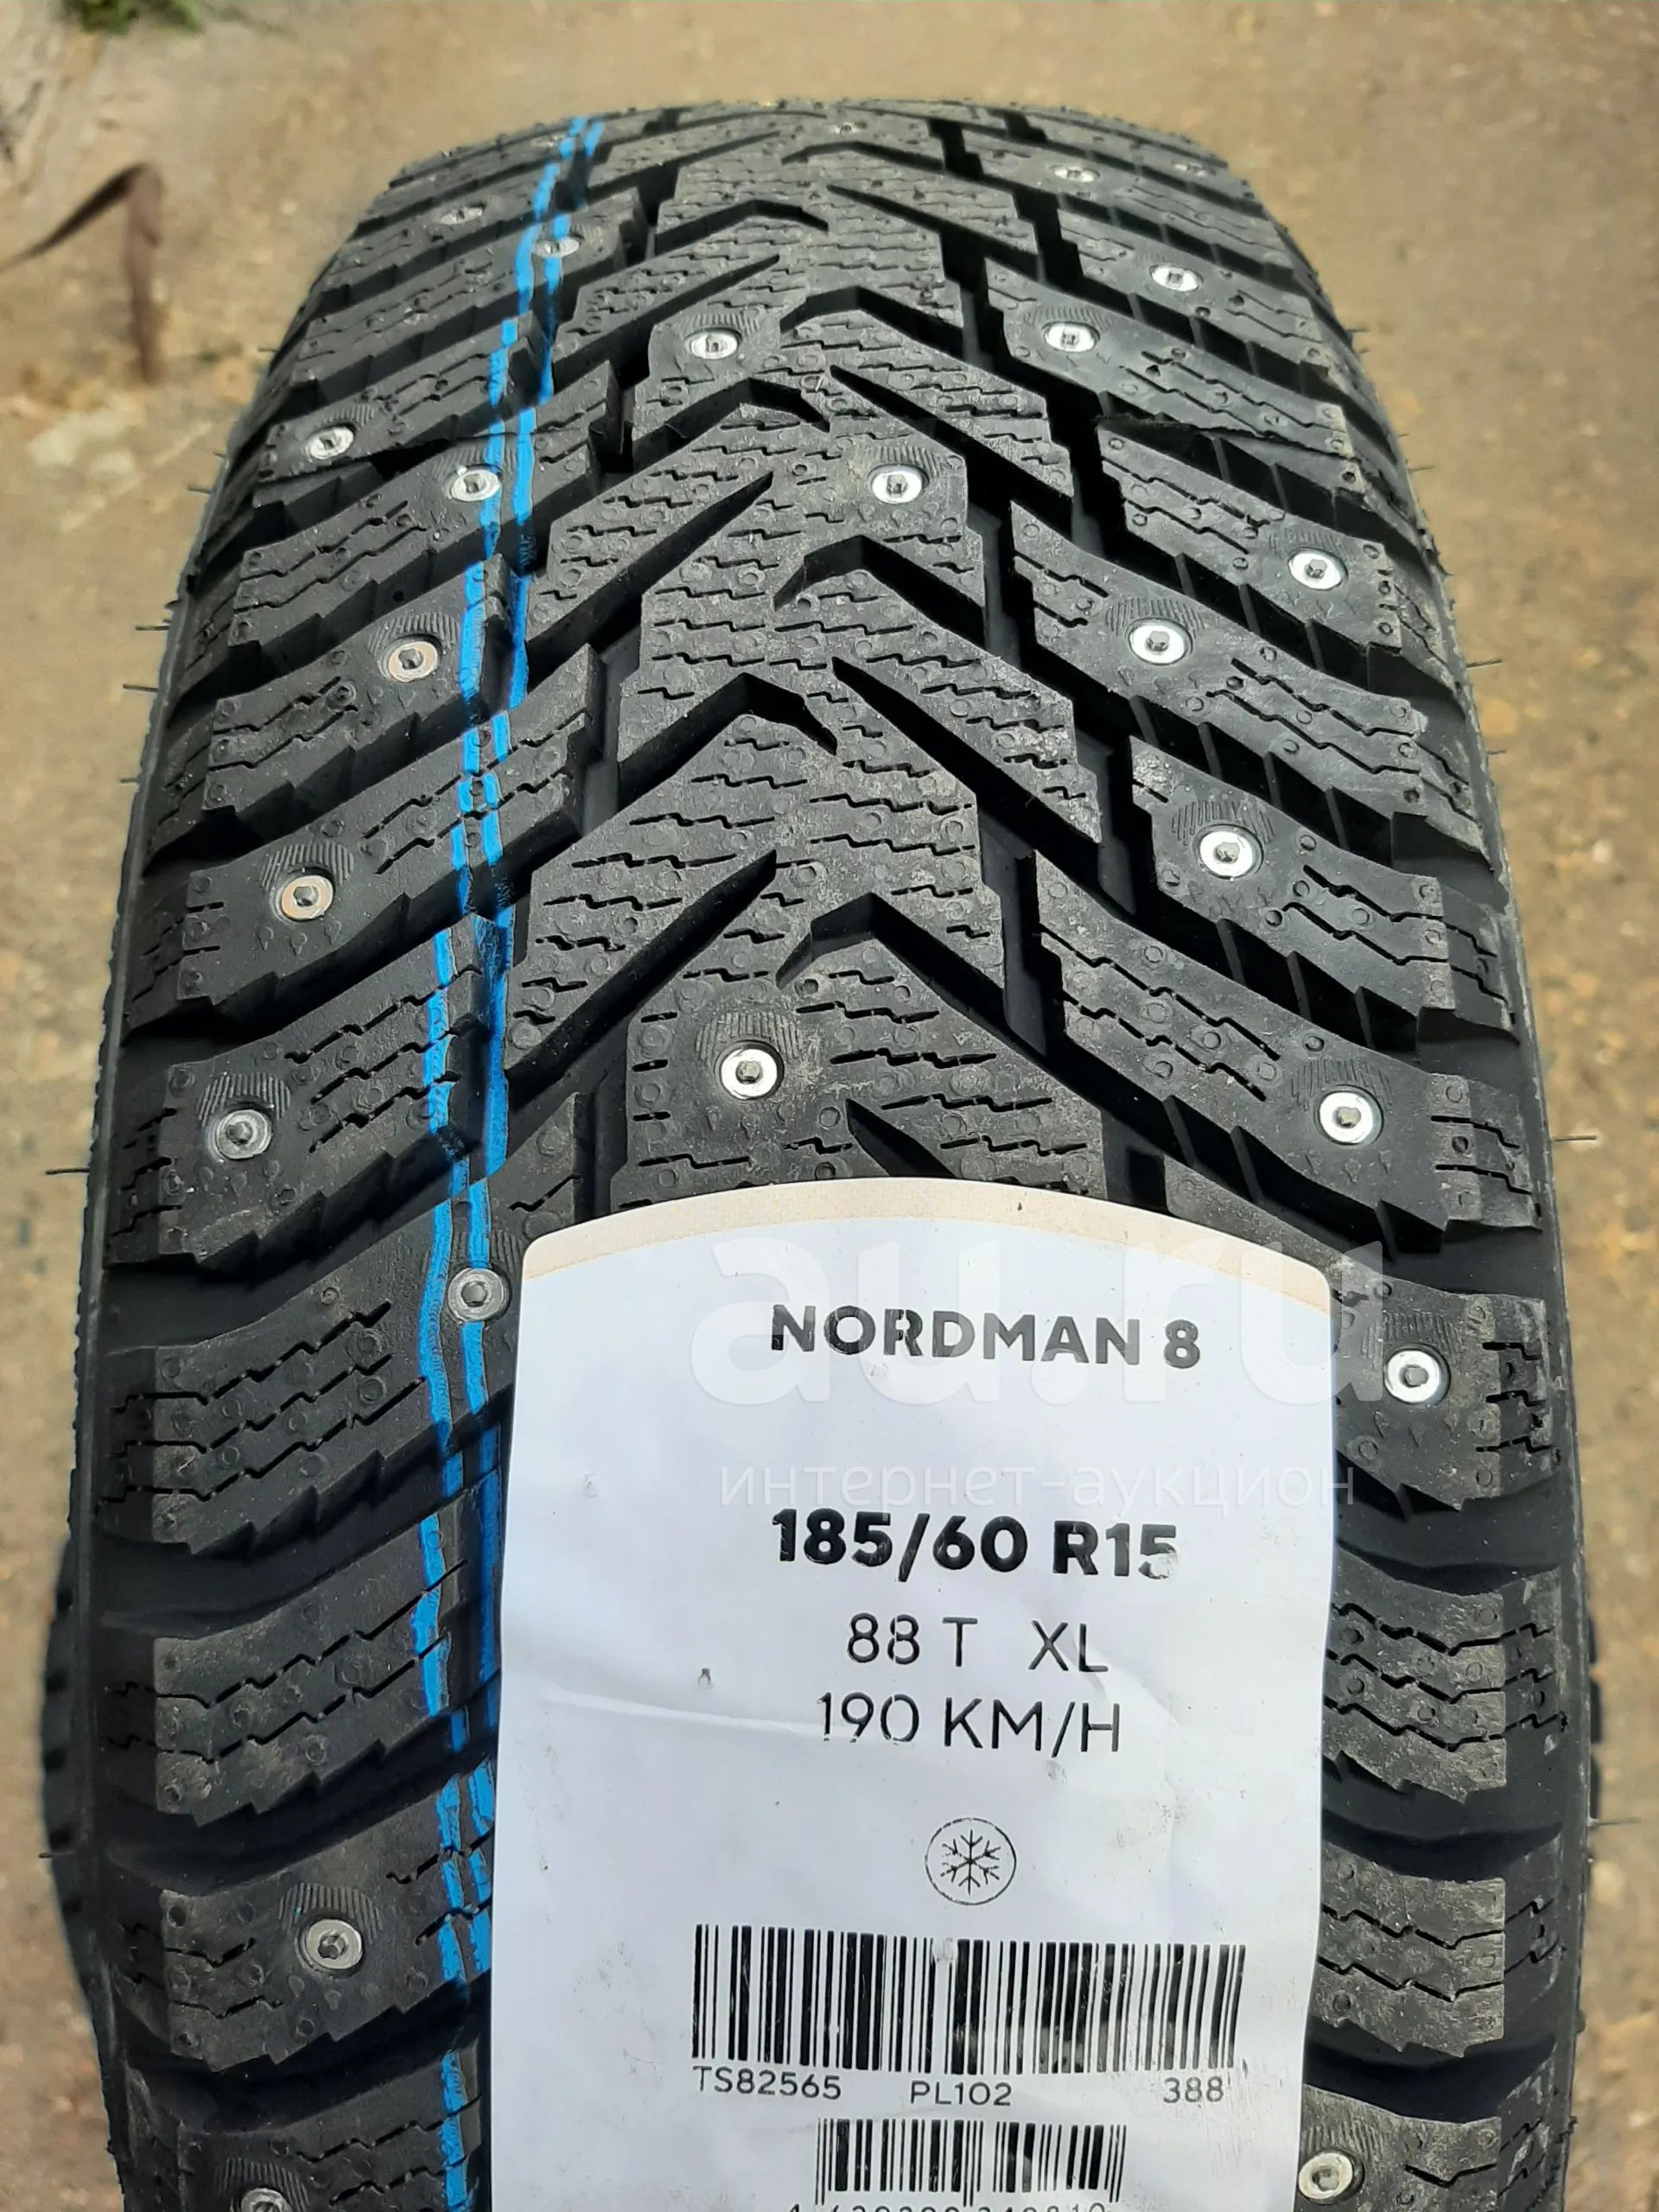 au.ru
NORDMAN 8
интернет-аукцион
185/60 R15
88 T XL
190 KM/H
TS82565 PL102 388